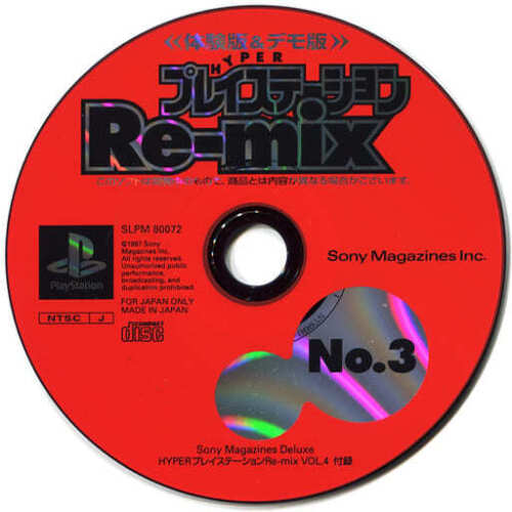 ≪体験版&デモ版≫
HYPER
プレイステーション
Re-mix
商品とは内容が異なる場合がございます。
SLPM 80072
©1997 Sony
Magazines Inc.
All rights reserved.
Unauthorised public
performance,
broadcasting, and
duplication prohibited.
PlayStation
FOR JAPAN ONLY
MADE IN JAPAN
NTSC J
COMPACT
disc
Sony Magazines Inc.
No.3
Sony Magazines Deluxe
HYPERプレイステーションRe-mix VOL.4 付録